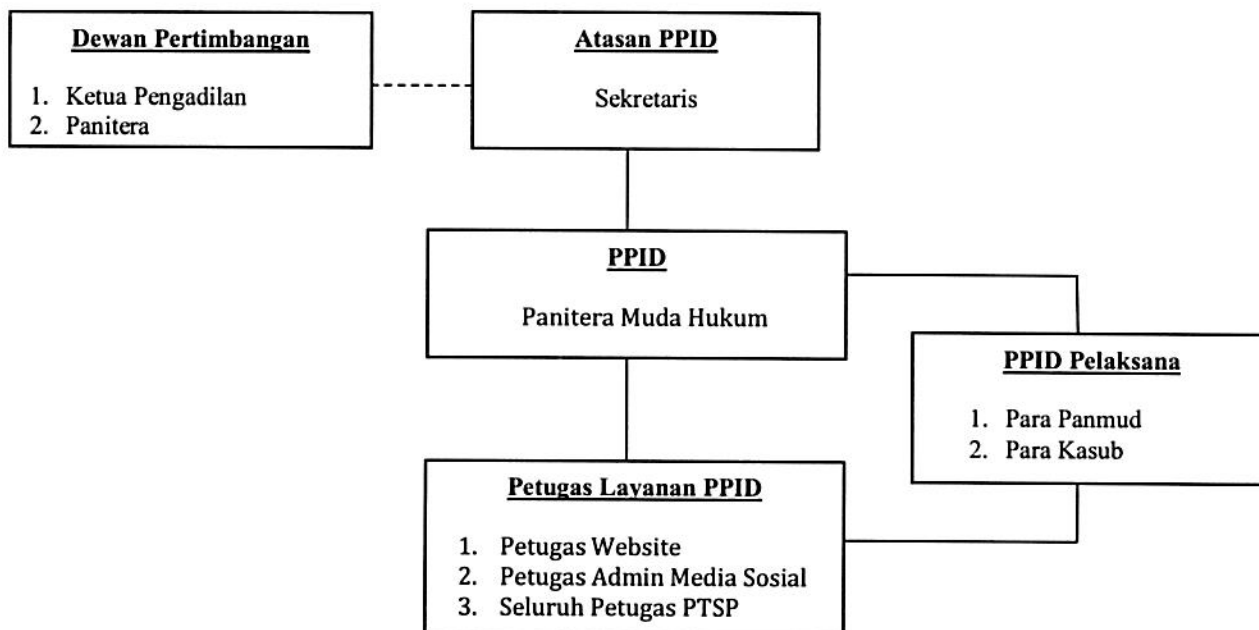 Dewan Pertimbangan
1. Ketua Pengadilan
2. Panitera
Atasan PPID
Sekretaris
PPID
Panitera Muda Hukum
PPID Pelaksana
1. Para Panmud
2. Para Kasub
Petugas Layanan PPID
1. Petugas Website
2. Petugas Admin Media Sosial
3. Seluruh Petugas PTSP